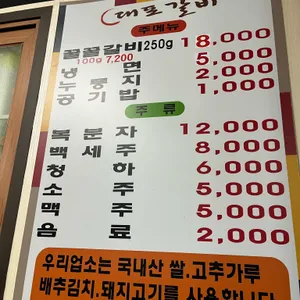 대포갈비
주메뉴
꿀꿀갈비 250g 18,000
100g 7,200
냉면 5,000
누룽지 2,000
공기밥 1,000
주류
복분자 12,000
백세주 8,000
청하 6,000
소주 5,000
맥주 5,000
음료 2,000
우리업소는 국내산 쌀.고추가루
배추김치.돼지고기를 사용합니다